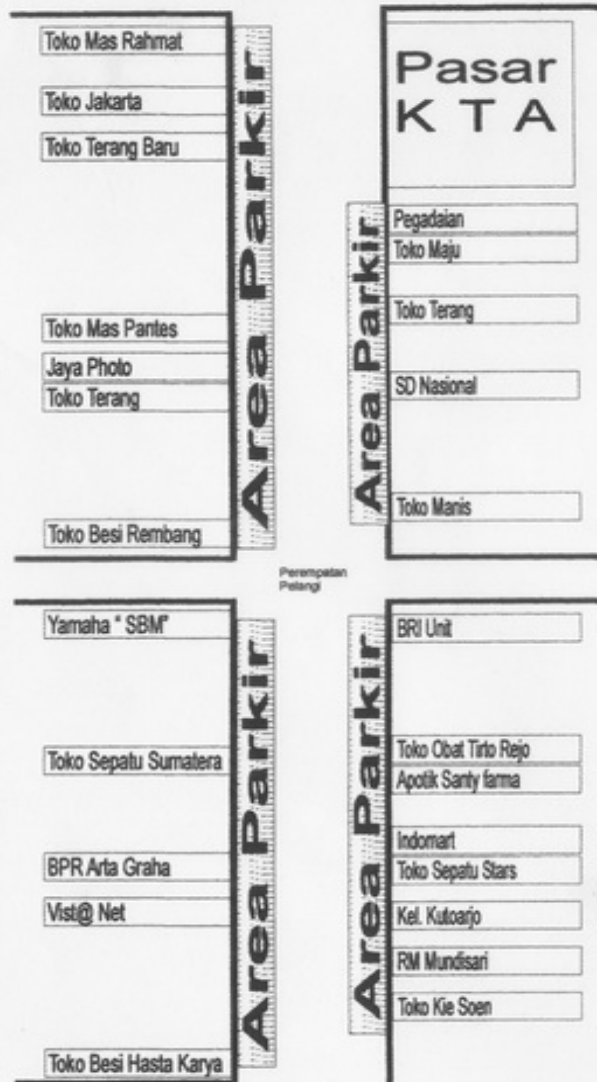 Toko Mas Rahmat
Toko Jakarta
Toko Terang Baru
Toko Mas Pantes
Jaya Photo
Toko Terang
Toko Besi Rembang
Area Parkir
Pasar
K T A
Area Parkir
Pegadaian
Toko Maju
Toko Terang
SD Nasional
Toko Manis
Perempatan
Pelangi
Yamaha “ SBM”
Toko Sepatu Sumatera
BPR Arta Graha
Vist@ Net
Toko Besi Hasta Karya
Area Parkir
Area Parkir
BRI Unit
Toko Obat Tirto Rejo
Apotik Santy farma
Indomart
Toko Sepatu Stars
Kel. Kutoarjo
RM Mundisari
Toko Kie Soen